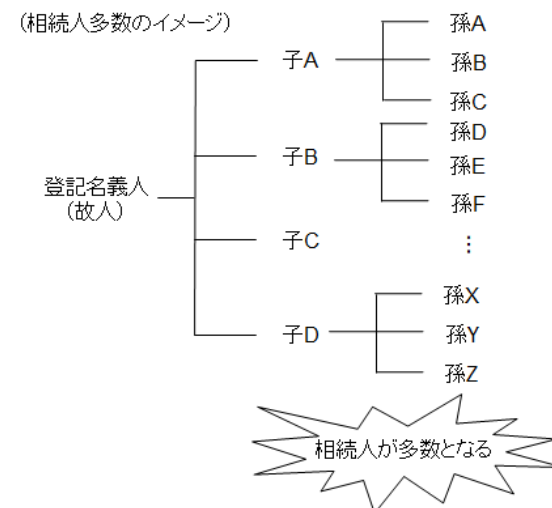 (相続人多数のイメージ)
孫A
子A
孫B
孫C
孫D
子B
孫E
登記名義人
(故人)
孫F
子C
⋮
孫X
子D
孫Y
孫Z
相続人が多数となる